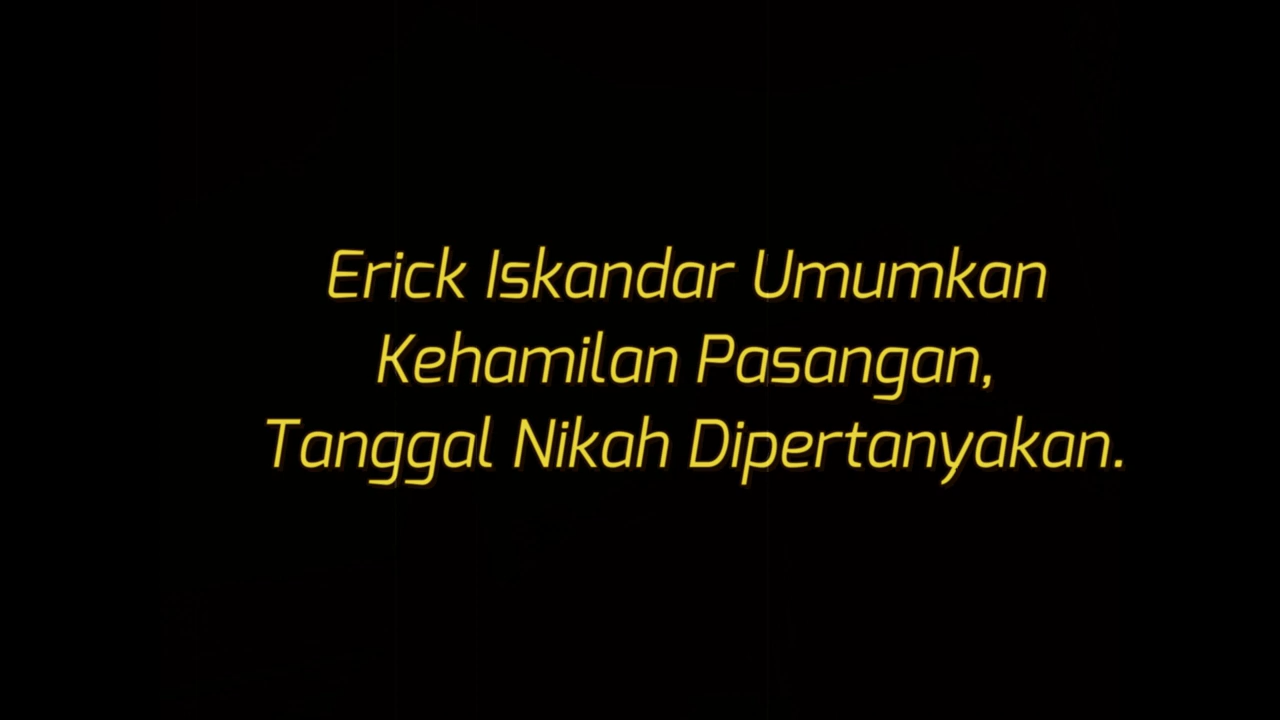 Erick Iskandar Umumkan
Kehamilan Pasangan,
Tanggal Nikah Dipertanyakan.